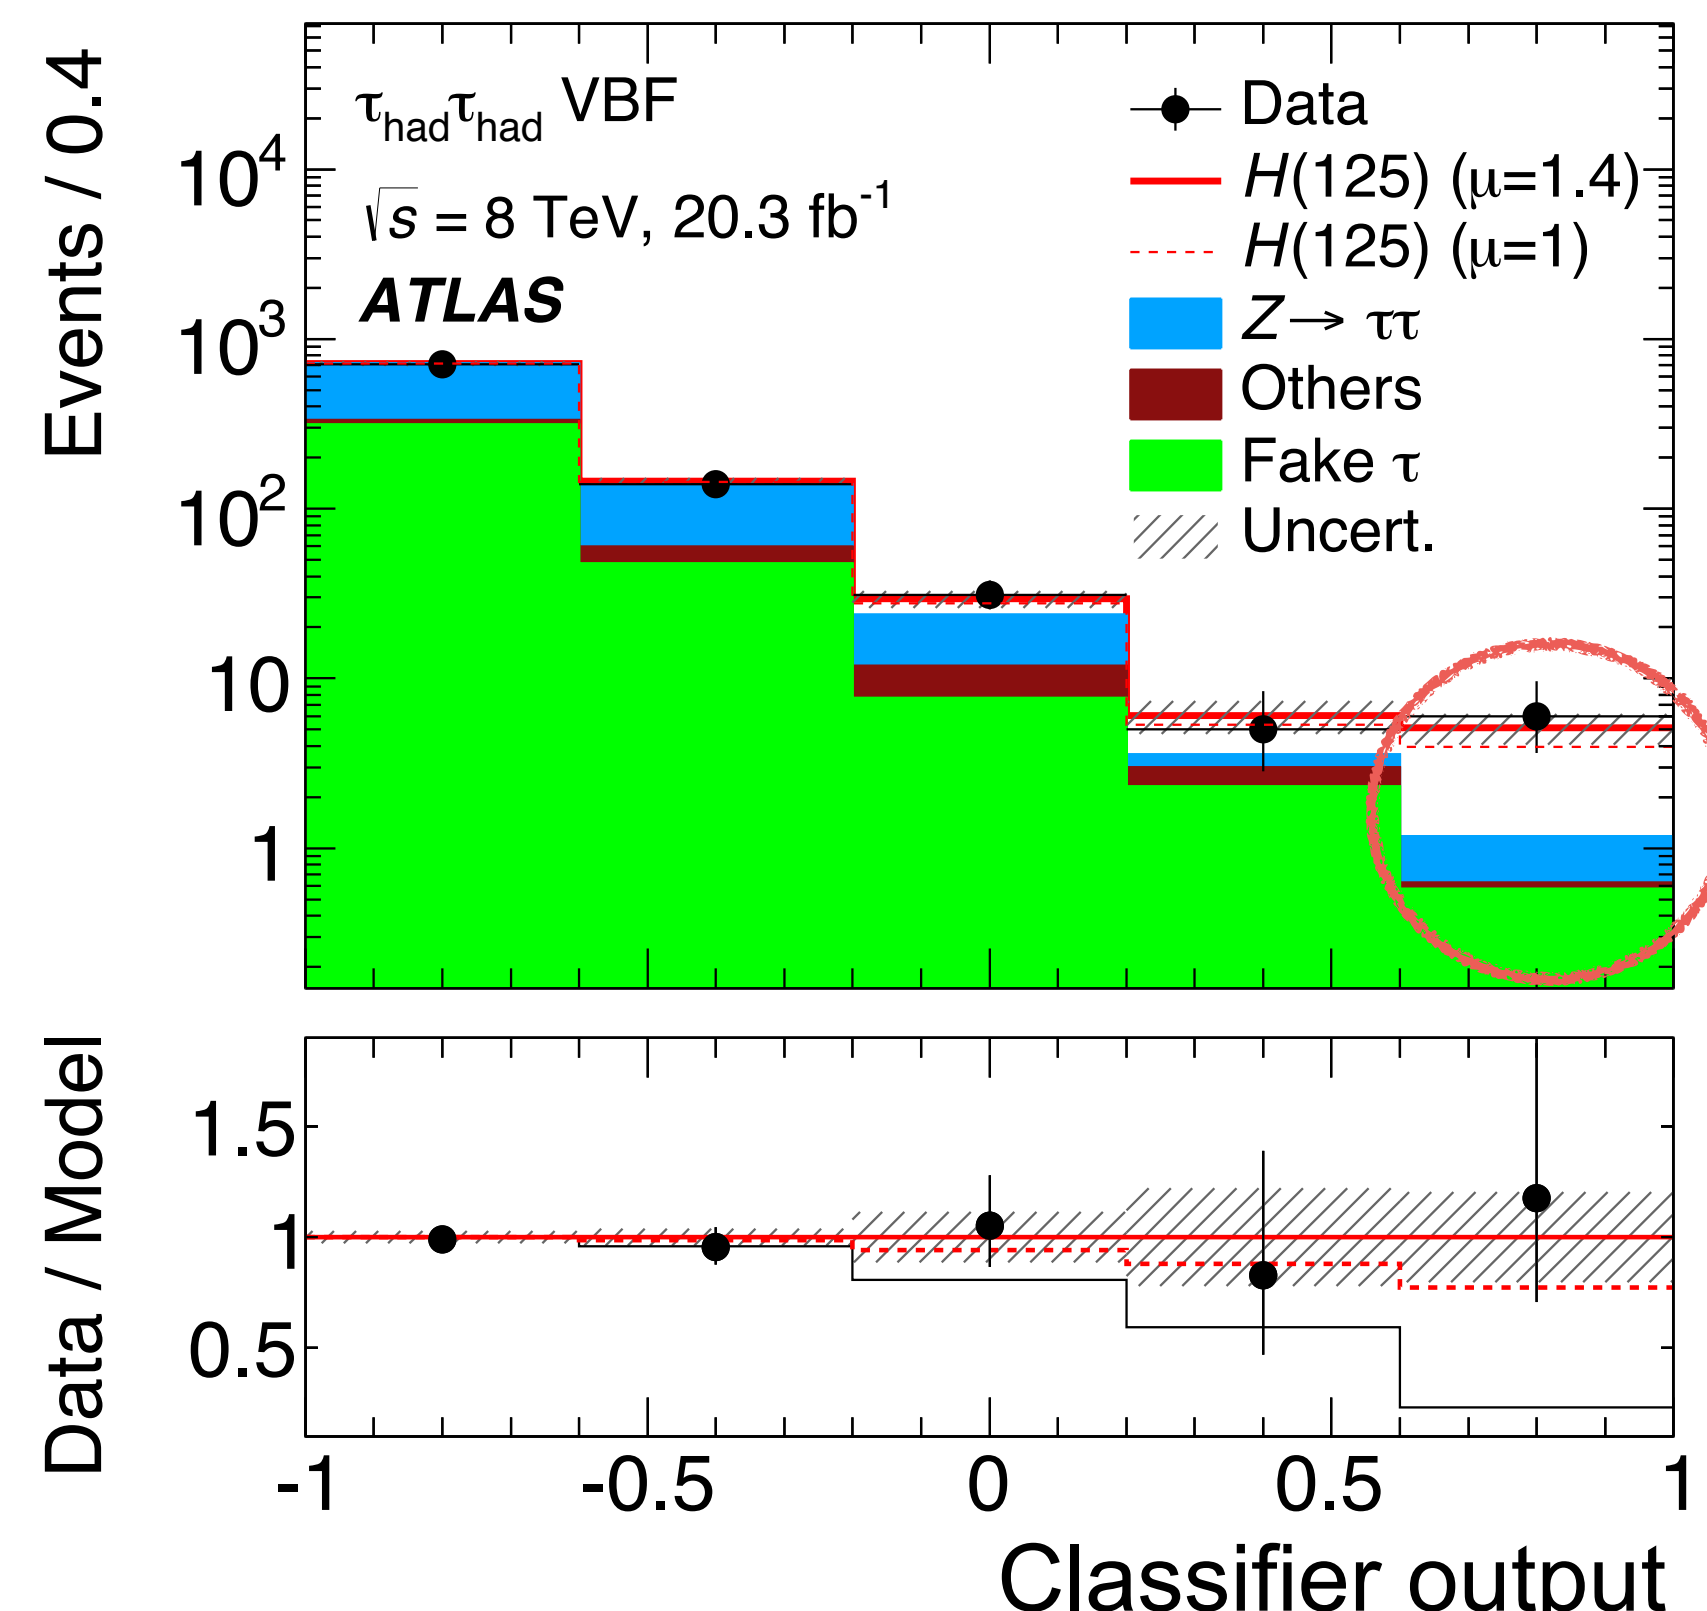 Events / 0.4
τhadτhad VBF
√s = 8 TeV, 20.3 fb-1
ATLAS
Data
H(125) (μ=1.4)
H(125) (μ=1)
Z→ ττ
Others
Fake τ
Uncert.
10^4
10^3
10^2
10
1
Data / Model
1.5
1
0.5
-1 -0.5 0 0.5 1
Classifier output